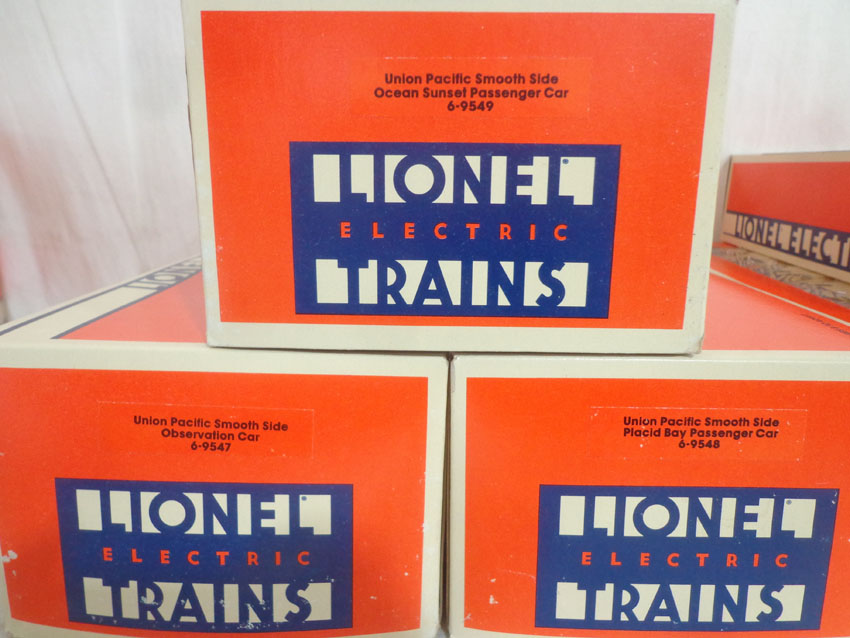 Union Pacific Smooth Side
Ocean Sunset Passenger Car
6-9549
LIONEL
ELECTRIC
TRAINS
LIONEL
LIONEL ELECT
Union Pacific Smooth Side
Observation Car
6-9547
LIONEL
ELECTRIC
TRAINS
Union Pacific Smooth Side
Placid Bay Passenger Car
6-9548
LIONEL
ELECTRIC
TRAINS